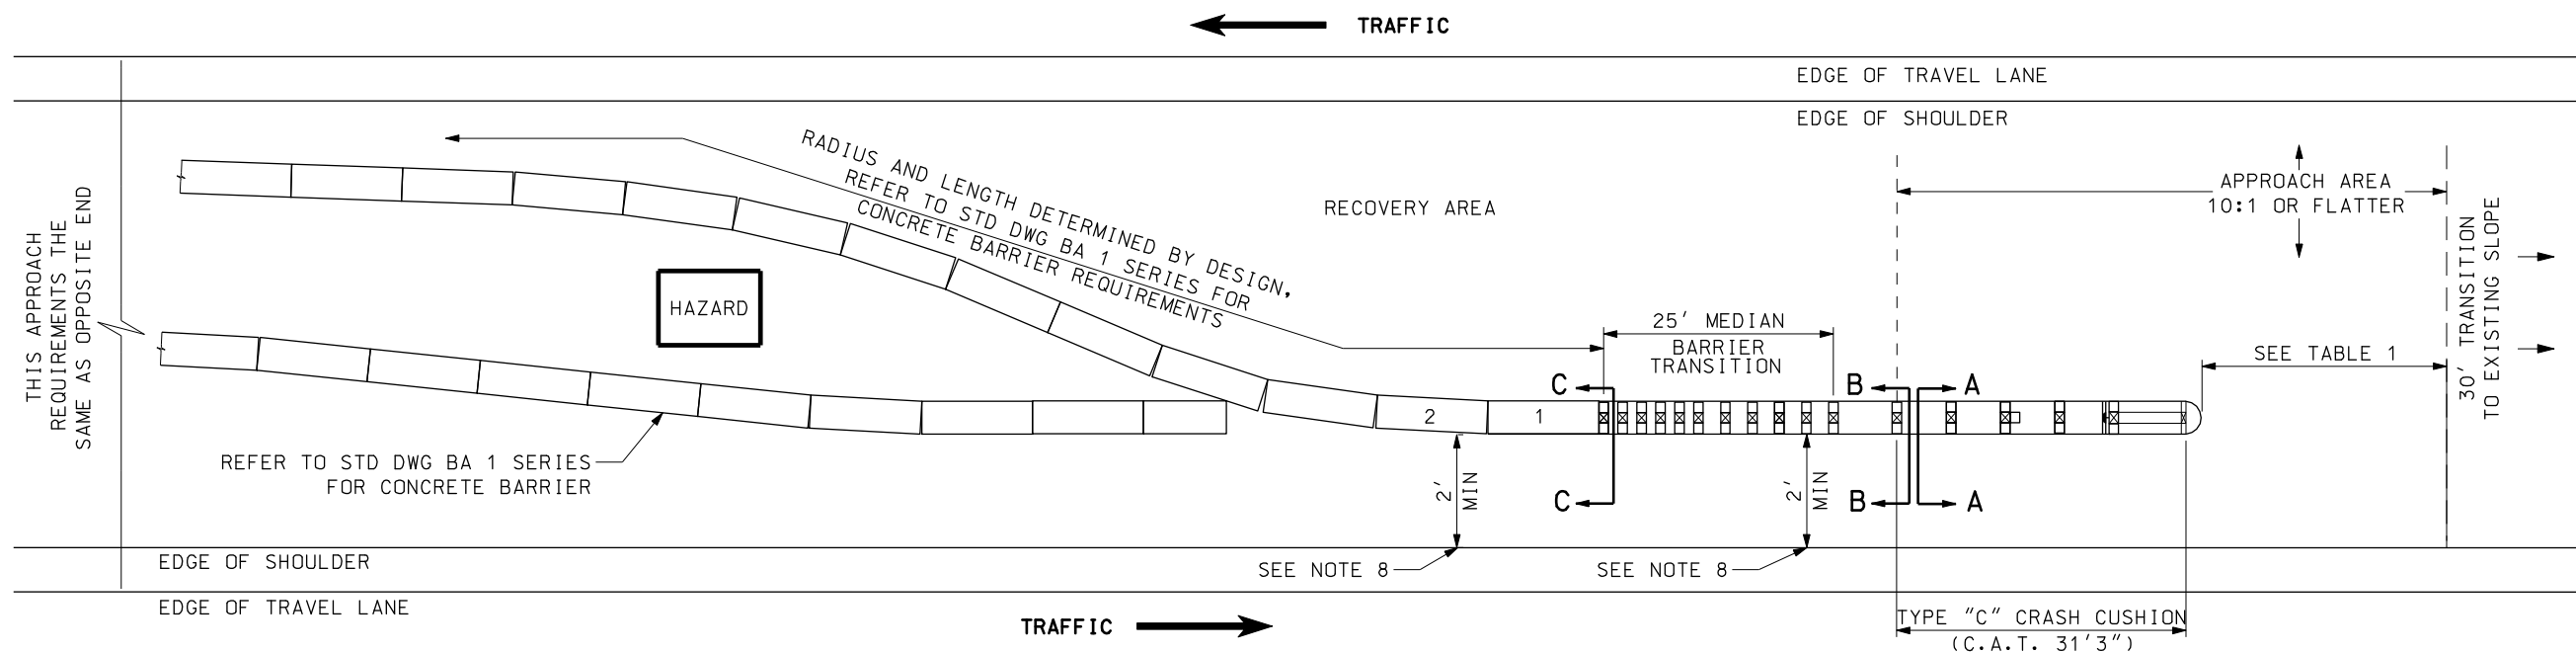 TRAFFIC
EDGE OF TRAVEL LANE
EDGE OF SHOULDER
THIS APPROACH
REQUIREMENTS THE
SAME AS OPPOSITE END
RADIUS AND LENGTH DETERMINED BY DESIGN,
REFER TO STD DWG BA 1 SERIES FOR
CONCRETE BARRIER REQUIREMENTS
RECOVERY AREA
APPROACH AREA
10:1 OR FLATTER
30' TRANSITION
TO EXISTING SLOPE
HAZARD
25' MEDIAN
BARRIER
TRANSITION
SEE TABLE 1
C
B
A
2
1
REFER TO STD DWG BA 1 SERIES
FOR CONCRETE BARRIER
2'
MIN
2'
MIN
C
B
A
EDGE OF SHOULDER
SEE NOTE 8
SEE NOTE 8
EDGE OF TRAVEL LANE
TRAFFIC
TYPE "C" CRASH CUSHION
(C.A.T. 31'3")